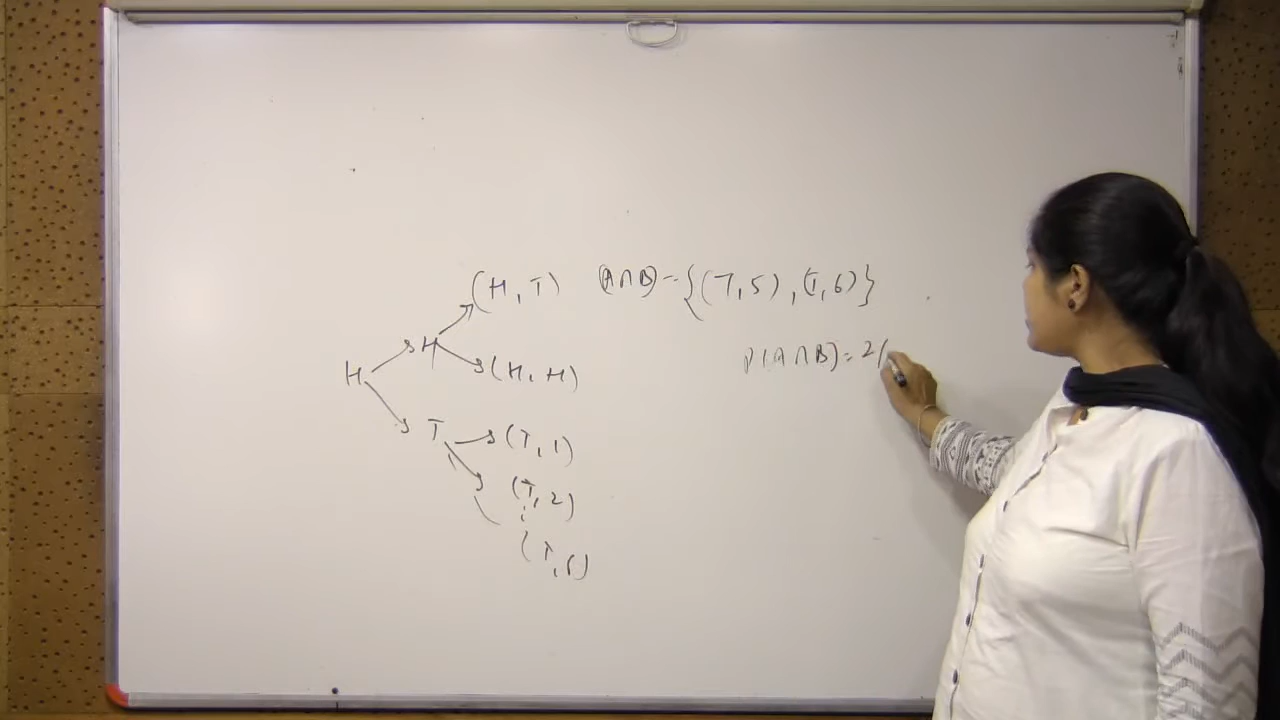 (H, T) (A∩B) = {(T, 5), (T, 6)}
P(A∩B) = 2/
H
H
(H, H)
T
(T, 1)
(T, 2)
⋮
(T, 6)